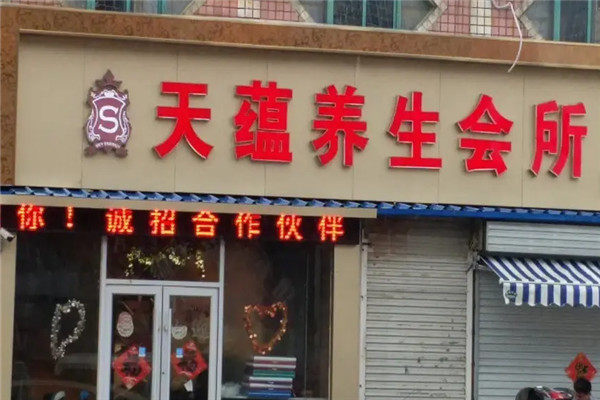 天蕴养生会所
S
你！诚招合作伙伴